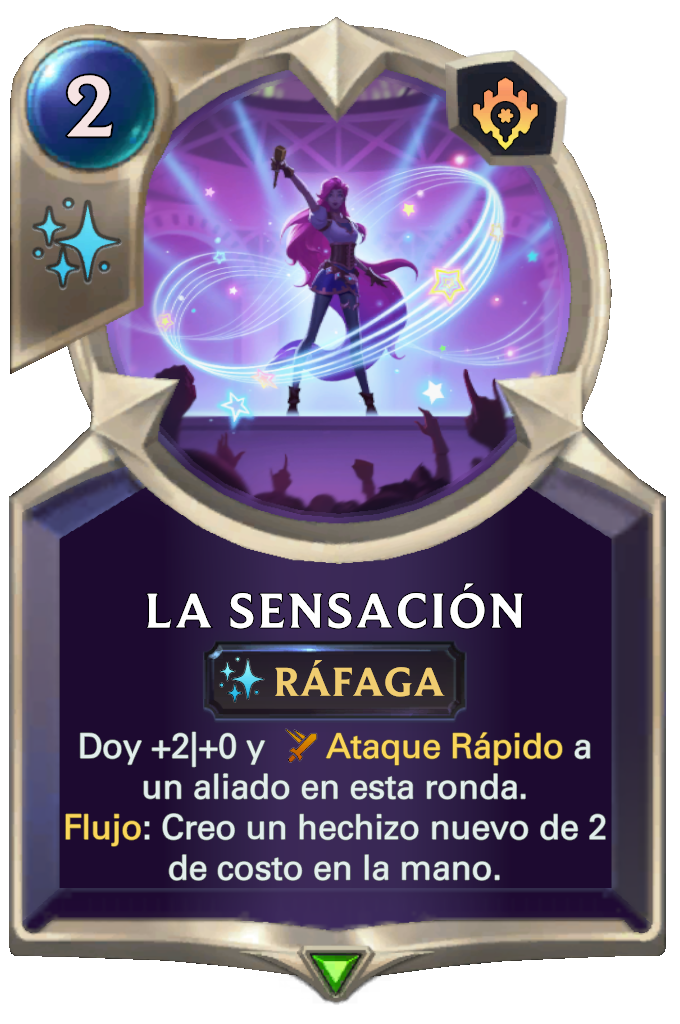 2
LA SENSACIÓN
RÁFAGA
Doy +2|+0 y Ataque Rápido a
un aliado en esta ronda.
Flujo: Creo un hechizo nuevo de 2
de costo en la mano.